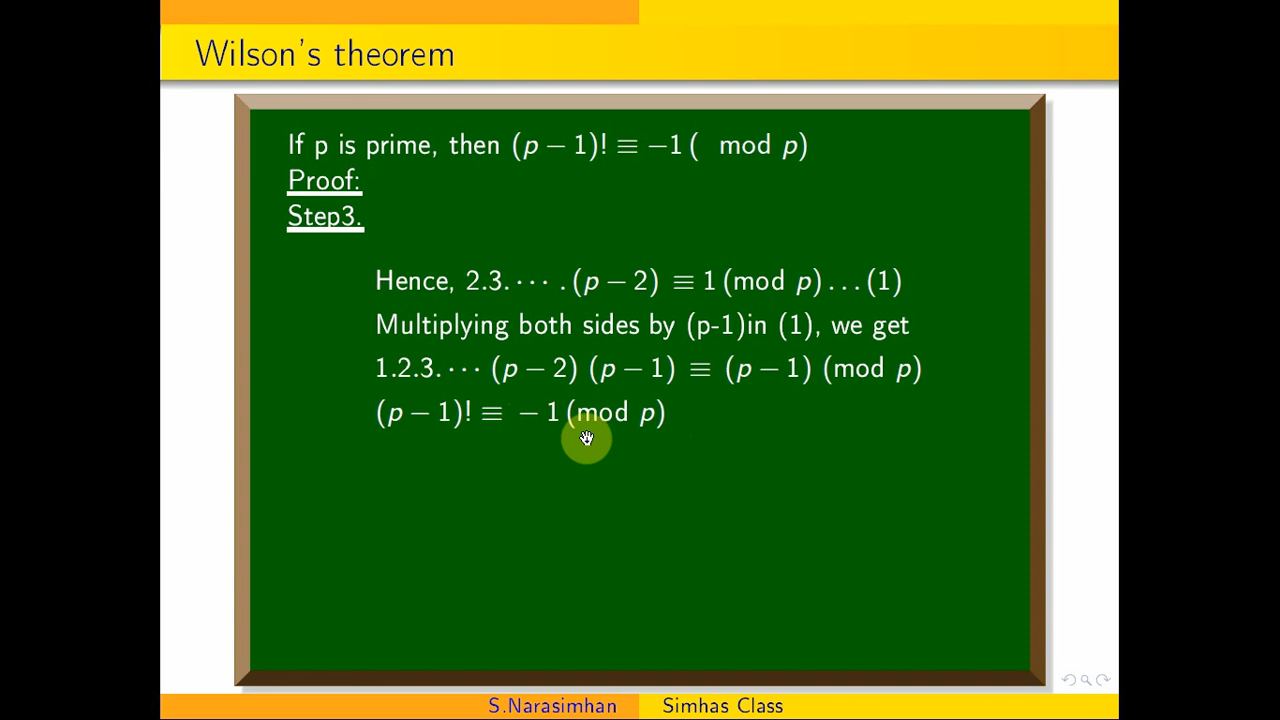 Wilson's theorem
If p is prime, then (p − 1)! ≡ −1 (  mod p)
Proof:
Step3.
Hence, 2.3. ⋯ . (p − 2) ≡ 1 (mod p) . . . (1)
Multiplying both sides by (p-1)in (1), we get
1.2.3. ⋯ (p − 2) (p − 1) ≡ (p − 1) (mod p)
(p − 1)! ≡ − 1 (mod p)
S.Narasimhan Simhas Class